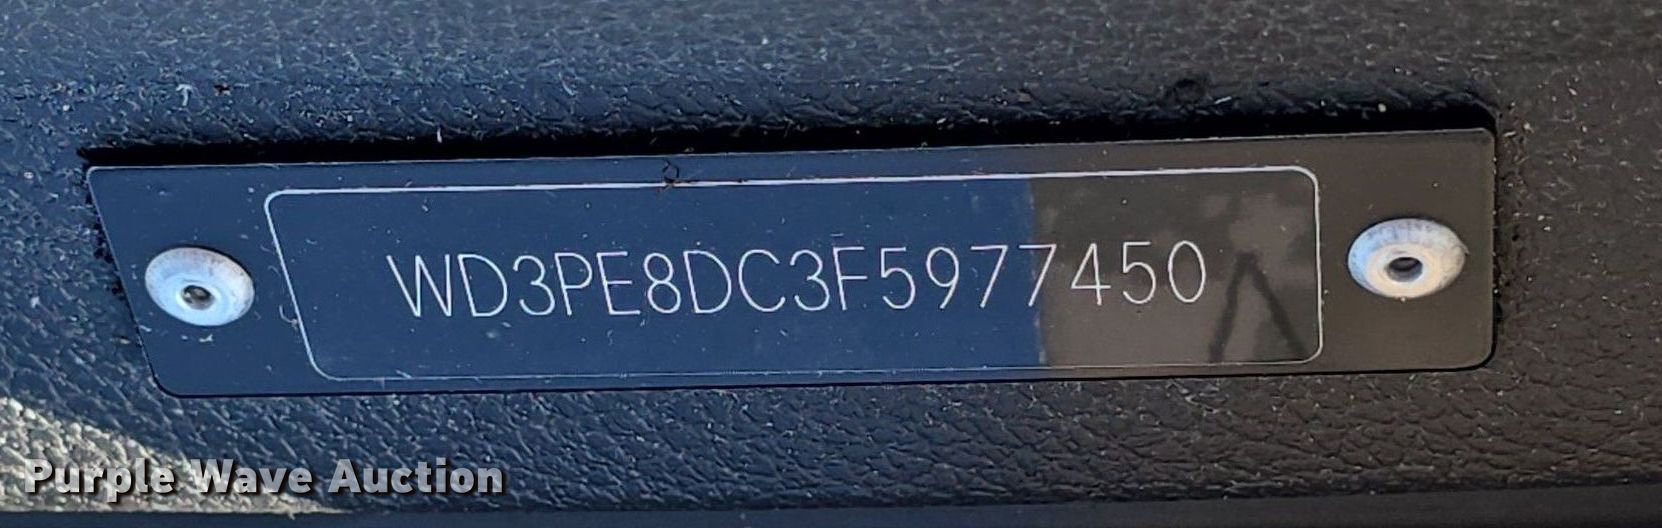 WD3PE8DC3F5977450
Purple Wave Auction